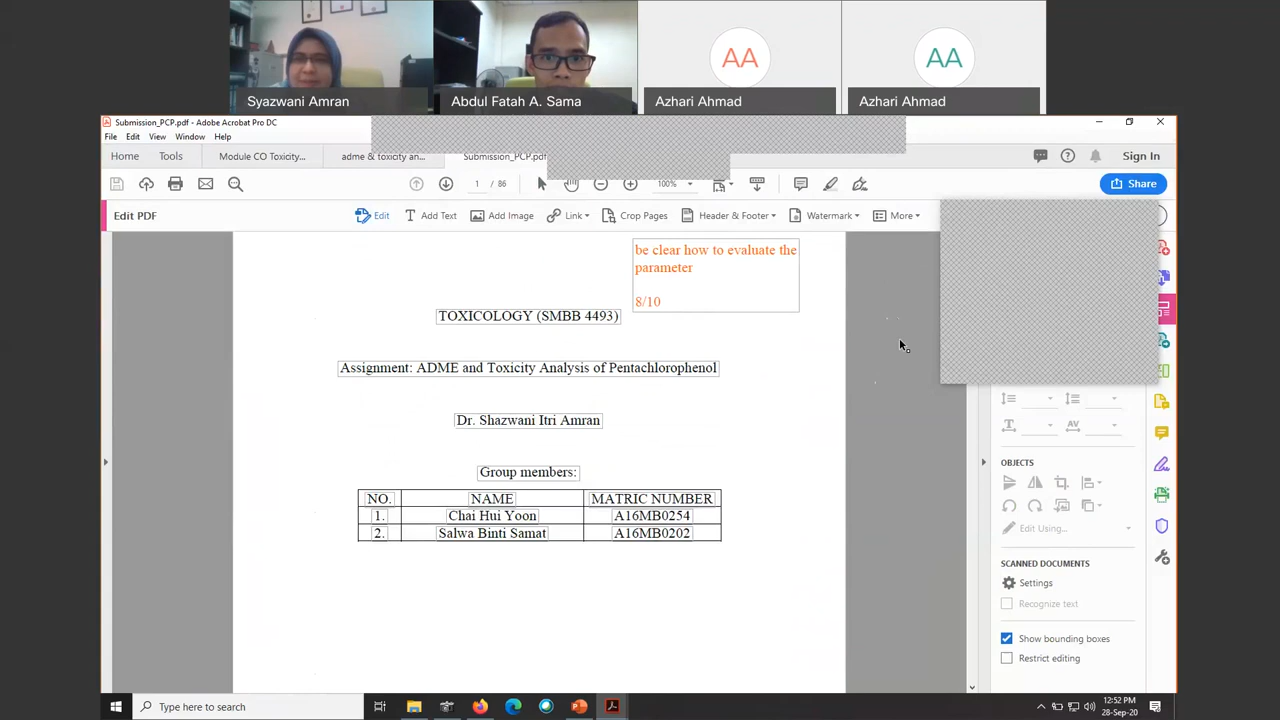 AA
AA
Syazwani Amran
Abdul Fatah A. Sama
Azhari Ahmad
Azhari Ahmad
Submission_PCP.pdf - Adobe Acrobat Pro DC
File Edit View Window Help
Home Tools Module CO Toxicity... adme & toxicity an... Submission_PCP.pdf Sign In
1 / 86 100% Share
Edit PDF Edit Add Text Add Image Link Crop Pages Header & Footer Watermark More
be clear how to evaluate the
parameter
8/10
TOXICOLOGY (SMBB 4493)
Assignment: ADME and Toxicity Analysis of Pentachlorophenol
Dr. Shazwani Itri Amran
Group members:
NO. NAME MATRIC NUMBER
1. Chai Hui Yoon A16MB0254
2. Salwa Binti Samat A16MB0202
AV
OBJECTS
Edit Using...
SCANNED DOCUMENTS
Settings
Recognize text
Show bounding boxes
Restrict editing
Type here to search
12:52 PM
28-Sep-20